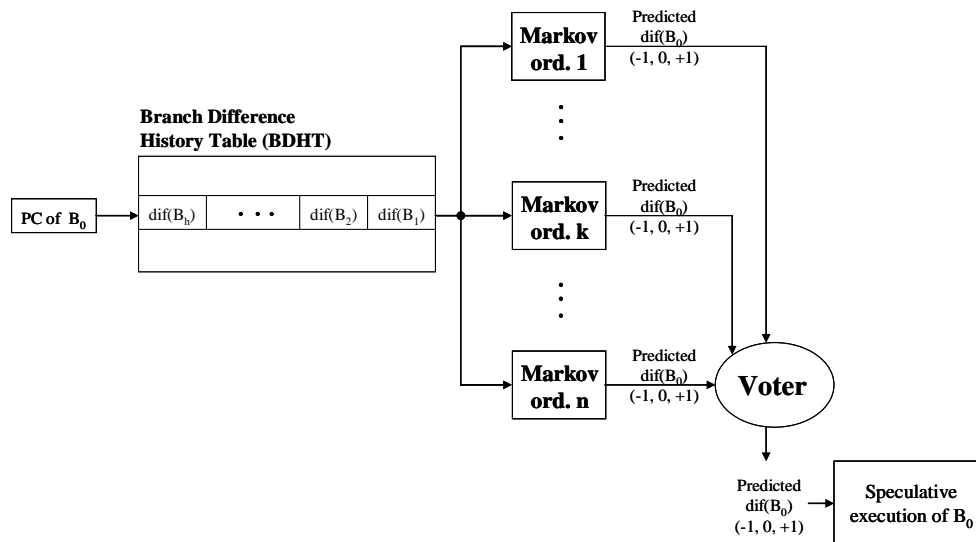 Branch Difference
History Table (BDHT)
PC of B₀
dif(Bₕ)
• • •
dif(B₂)
dif(B₁)
Markov
ord. 1
Predicted
dif(B₀)
(-1, 0, +1)
Markov
ord. k
Predicted
dif(B₀)
(-1, 0, +1)
Markov
ord. n
Predicted
dif(B₀)
(-1, 0, +1)
Voter
Predicted
dif(B₀)
(-1, 0, +1)
Speculative
execution of B₀